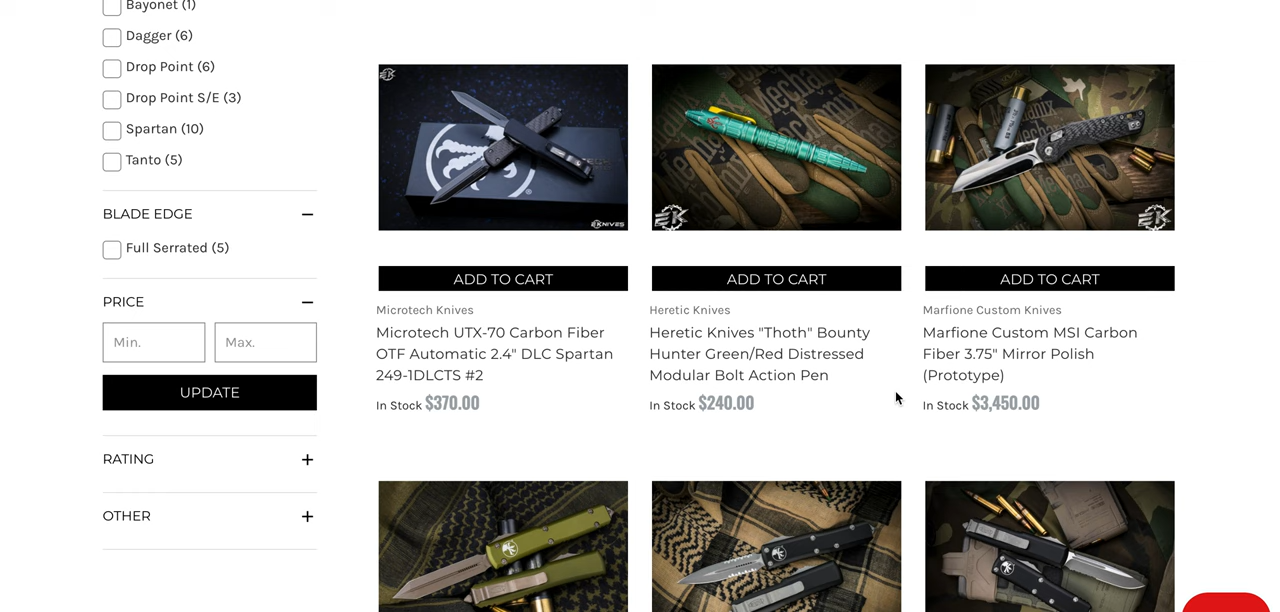 Bayonet (1)
Dagger (6)
Drop Point (6)
Drop Point S/E (3)
Spartan (10)
Tanto (5)
BLADE EDGE
Full Serrated (5)
PRICE
Min.
Max.
UPDATE
RATING
OTHER
EK
EKNIVES
EK
EK
ADD TO CART
ADD TO CART
ADD TO CART
Microtech Knives
Microtech UTX-70 Carbon Fiber
OTF Automatic 2.4" DLC Spartan
249-1DLCTS #2
In Stock $370.00
Heretic Knives
Heretic Knives "Thoth" Bounty
Hunter Green/Red Distressed
Modular Bolt Action Pen
In Stock $240.00
Marfione Custom Knives
Marfione Custom MSI Carbon
Fiber 3.75" Mirror Polish
(Prototype)
In Stock $3,450.00